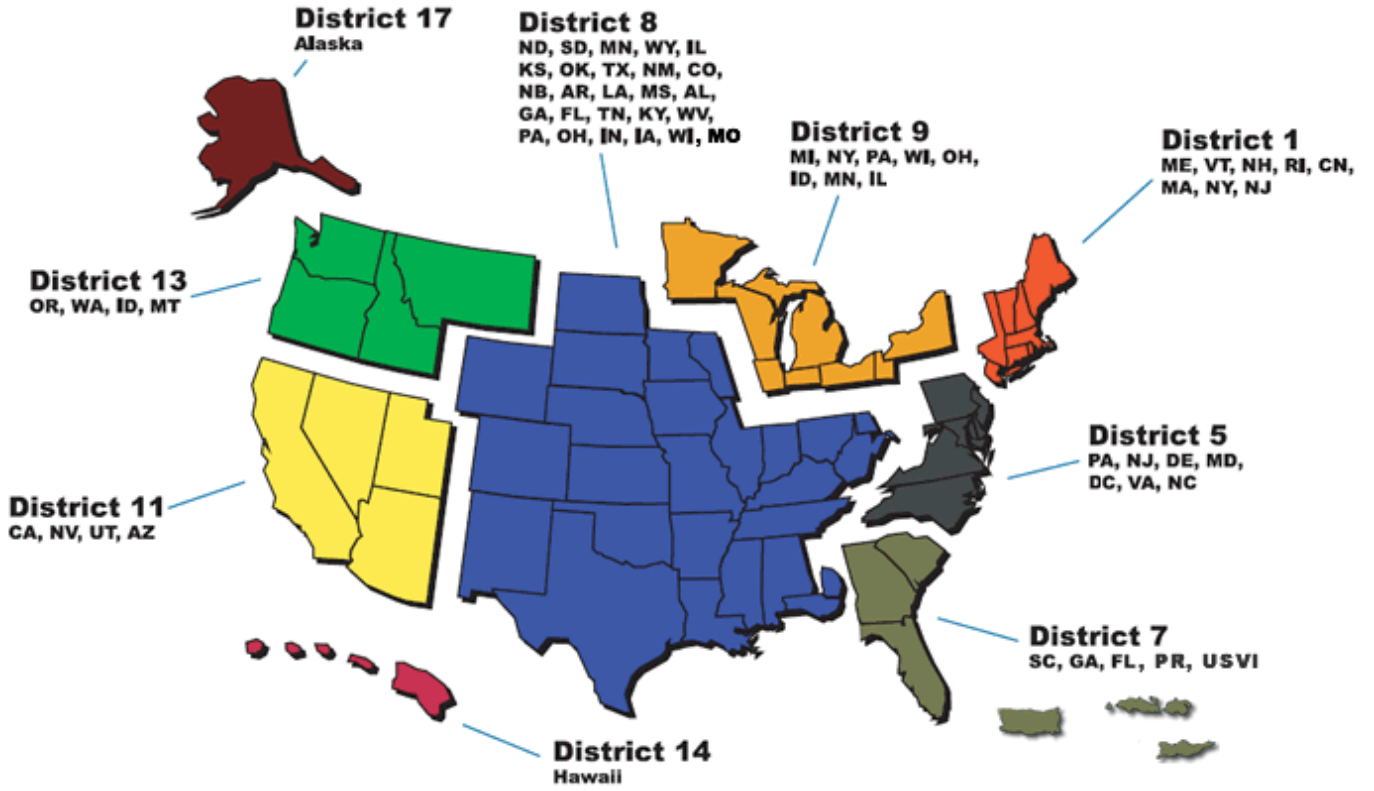 District 17
Alaska
District 8
ND, SD, MN, WY, IL
KS, OK, TX, NM, CO,
NB, AR, LA, MS, AL,
GA, FL, TN, KY, WV,
PA, OH, IN, IA, WI, MO
District 9
MI, NY, PA, WI, OH,
ID, MN, IL
District 1
ME, VT, NH, RI, CN,
MA, NY, NJ
District 13
OR, WA, ID, MT
District 5
PA, NJ, DE, MD,
DC, VA, NC
District 11
CA, NV, UT, AZ
District 7
SC, GA, FL, PR, USVI
District 14
Hawaii